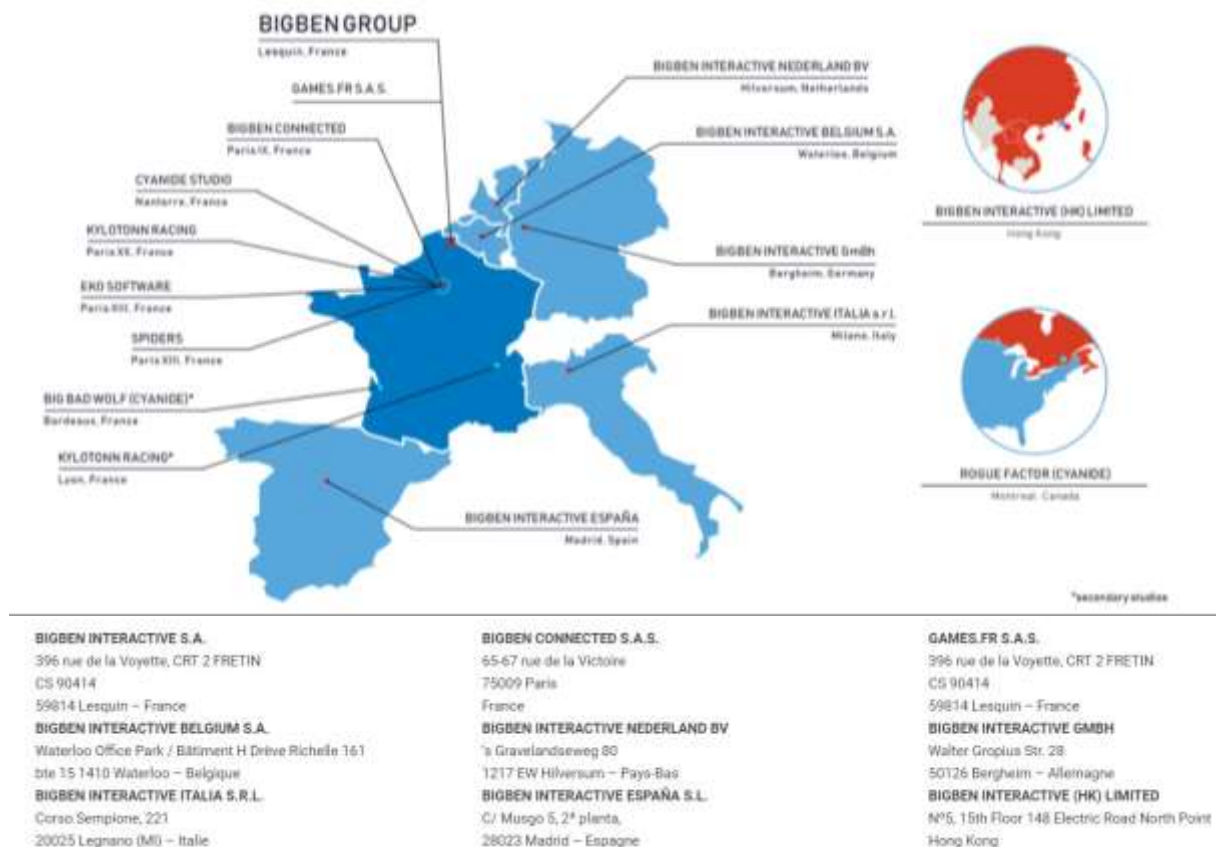 BIGBEN GROUP
Lesquin, France
GAMES.FR S.A.S.
BIGBEN CONNECTED
Paris IX, France
CYANIDE STUDIO
Nanterre, France
KYLOTONN RACING
Paris XX, France
EKO SOFTWARE
Paris XIII, France
SPIDERS
Paris XIII, France
BIG BAD WOLF (CYANIDE)*
Bordeaux, France
KYLOTONN RACING*
Lyon, France
BIGBEN INTERACTIVE NEDERLAND BV
Hilversum, Netherlands
BIGBEN INTERACTIVE BELGIUM S.A.
Waterloo, Belgium
BIGBEN INTERACTIVE GmBh
Bergheim, Germany
BIGBEN INTERACTIVE ITALIA s.r.l.
Milano, Italy
BIGBEN INTERACTIVE ESPAÑA
Madrid, Spain
BIGBEN INTERACTIVE (HK) LIMITED
Hong Kong
ROGUE FACTOR (CYANIDE)
Montreal, Canada
*secondary studios
BIGBEN INTERACTIVE S.A.
396 rue de la Voyette, CRT 2 FRETIN
CS 90414
59814 Lesquin – France
BIGBEN INTERACTIVE BELGIUM S.A.
Waterloo Office Park / Bâtiment H Drève Richelle 161
bte 15 1410 Waterloo – Belgique
BIGBEN INTERACTIVE ITALIA S.R.L.
Corso Sempione, 221
20025 Legnano (MI) – Italie
BIGBEN CONNECTED S.A.S.
65-67 rue de la Victoire
75009 Paris
France
BIGBEN INTERACTIVE NEDERLAND BV
's Gravelandseweg 80
1217 EW Hilversum – Pays-Bas
BIGBEN INTERACTIVE ESPAÑA S.L.
C/ Musgo 5, 2ª planta,
28023 Madrid – Espagne
GAMES.FR S.A.S.
396 rue de la Voyette, CRT 2 FRETIN
CS 90414
59814 Lesquin – France
BIGBEN INTERACTIVE GMBH
Walter Gropius Str. 28
50126 Bergheim – Allemagne
BIGBEN INTERACTIVE (HK) LIMITED
N°5, 15th Floor 148 Electric Road North Point
Hong Kong